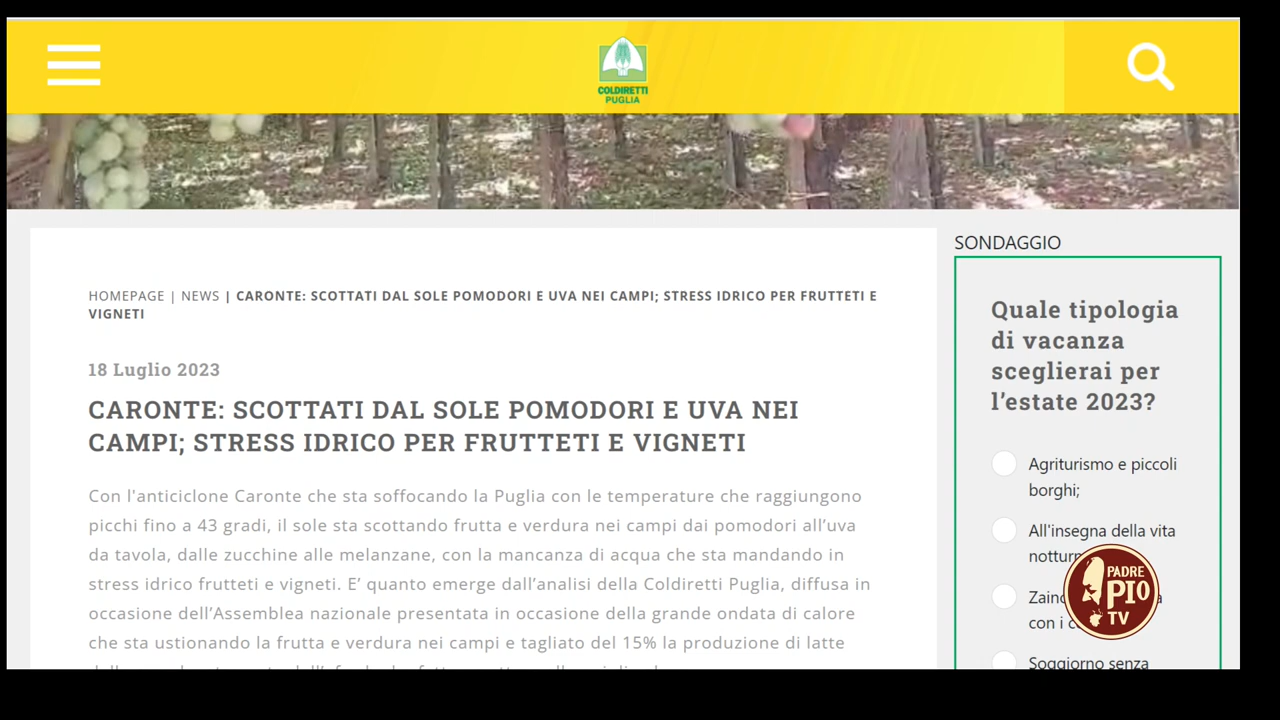 COLDIRETTI
PUGLIA
HOMEPAGE | NEWS | CARONTE: SCOTTATI DAL SOLE POMODORI E UVA NEI CAMPI; STRESS IDRICO PER FRUTTETI E
VIGNETI
18 Luglio 2023
CARONTE: SCOTTATI DAL SOLE POMODORI E UVA NEI
CAMPI; STRESS IDRICO PER FRUTTETI E VIGNETI
Con l'anticiclone Caronte che sta soffocando la Puglia con le temperature che raggiungono
picchi fino a 43 gradi, il sole sta scottando frutta e verdura nei campi dai pomodori all’uva
da tavola, dalle zucchine alle melanzane, con la mancanza di acqua che sta mandando in
stress idrico frutteti e vigneti. E’ quanto emerge dall’analisi della Coldiretti Puglia, diffusa in
occasione dell’Assemblea nazionale presentata in occasione della grande ondata di calore
che sta ustionando la frutta e verdura nei campi e tagliato del 15% la produzione di latte
SONDAGGIO
Quale tipologia
di vacanza
sceglierai per
l’estate 2023?
Agriturismo e piccoli
borghi;
All'insegna della vita
con i
Soggiorno senza
PADRE
PIO
TV